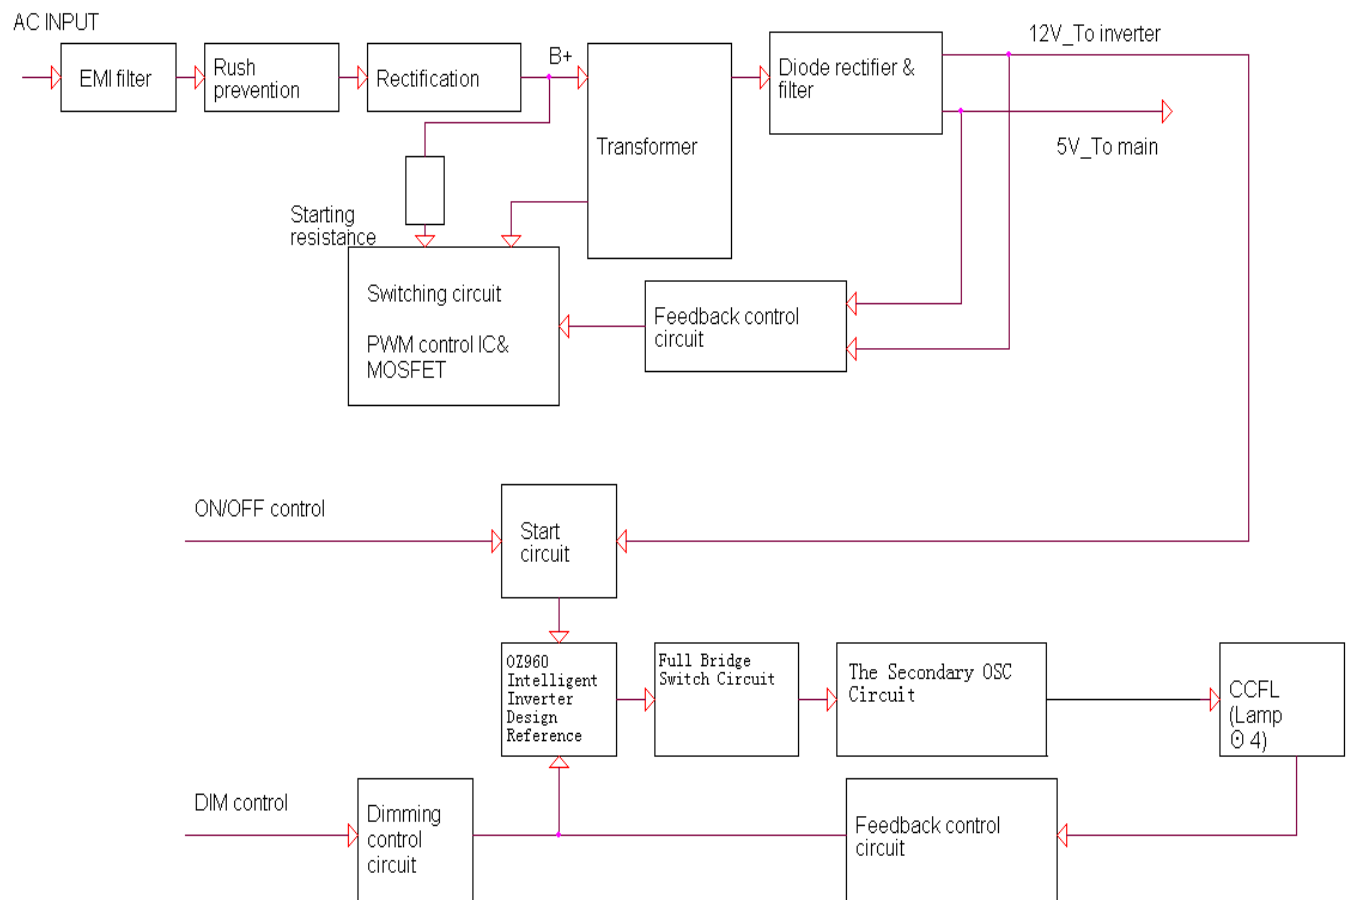 AC INPUT
EMI filter
Rush
prevention
Rectification
B+
Transformer
Diode rectifier &
filter
12V_To inverter
5V_To main
Starting
resistance
Switching circuit
PWM control IC&
MOSFET
Feedback control
circuit
ON/OFF control
Start
circuit
OZ960
Intelligent
Inverter
Design
Reference
Full Bridge
Switch Circuit
The Secondary OSC
Circuit
CCFL
(Lamp
⊙ 4)
DIM control
Dimming
control
circuit
Feedback control
circuit